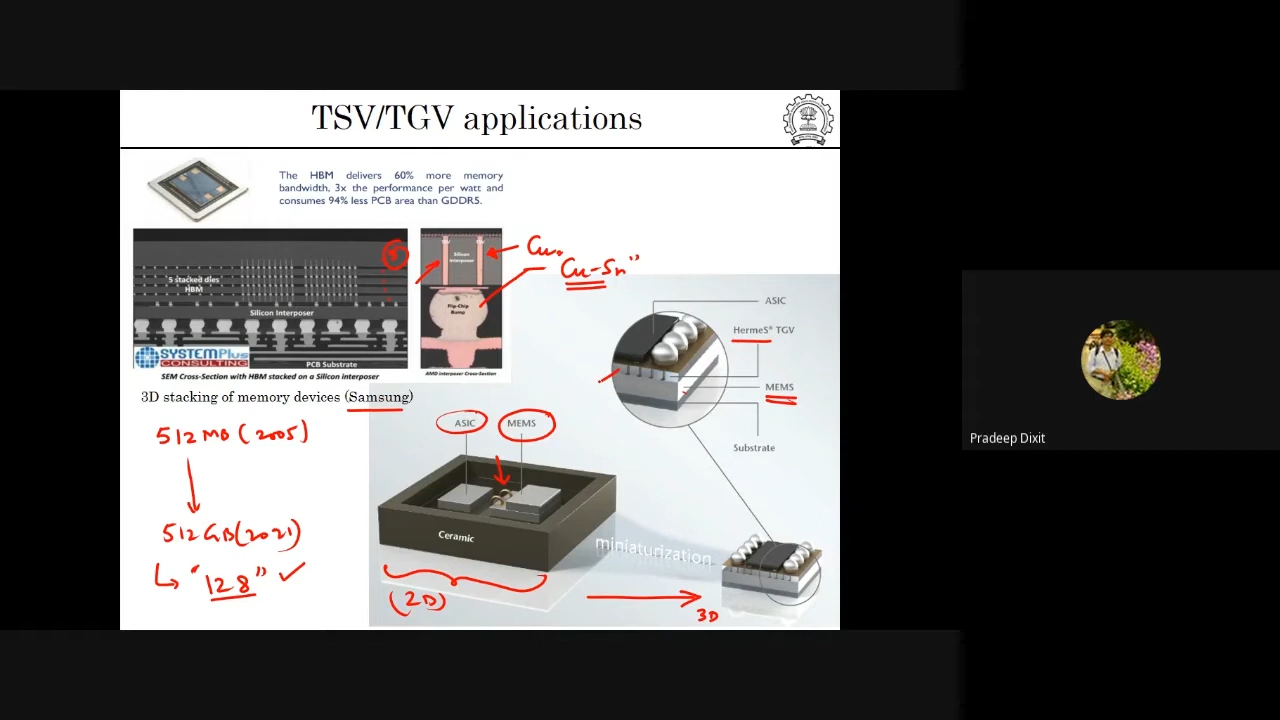 TSV/TGV applications
The HBM delivers 60% more memory
bandwidth, 3x the performance per watt and
consumes 94% less PCB area than GDDR5.
5 stacked dies
HBM
Silicon Interposer
SYSTEMPlus
CONSULTING
PCB Substrate
5
Silicon
Interposer
Flip-Chip
Bump
Cu
Cu-Sn"
SEM Cross-Section with HBM stacked on a Silicon interposer
AMD Interposer Cross-Section
3D stacking of memory devices (Samsung)
512 MB (2005)
512 GB (2021)
"128"
ASIC
HermeS® TGV
MEMS
Substrate
ASIC
MEMS
Ceramic
miniaturization
(2D)
3D
Pradeep Dixit